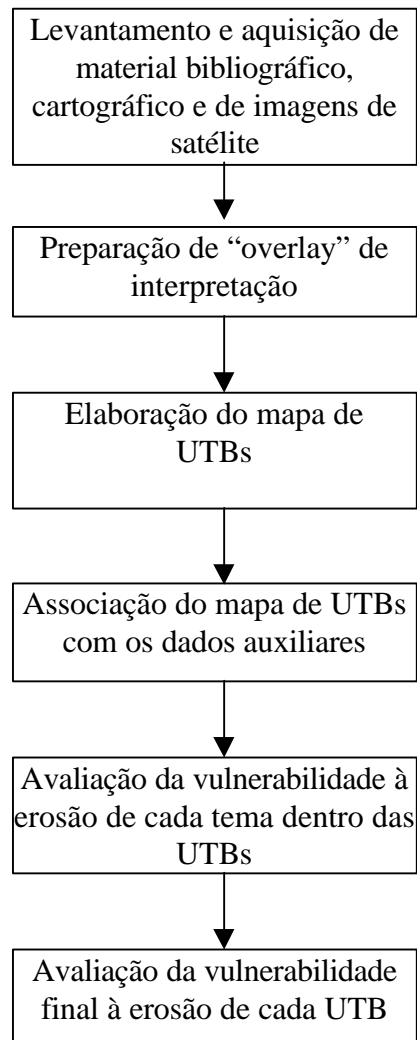 Levantamento e aquisição de
material bibliográfico,
cartográfico e de imagens de
satélite
Preparação de “overlay” de
interpretação
Elaboração do mapa de
UTBs
Associação do mapa de UTBs
com os dados auxiliares
Avaliação da vulnerabilidade à
erosão de cada tema dentro das
UTBs
Avaliação da vulnerabilidade
final à erosão de cada UTB